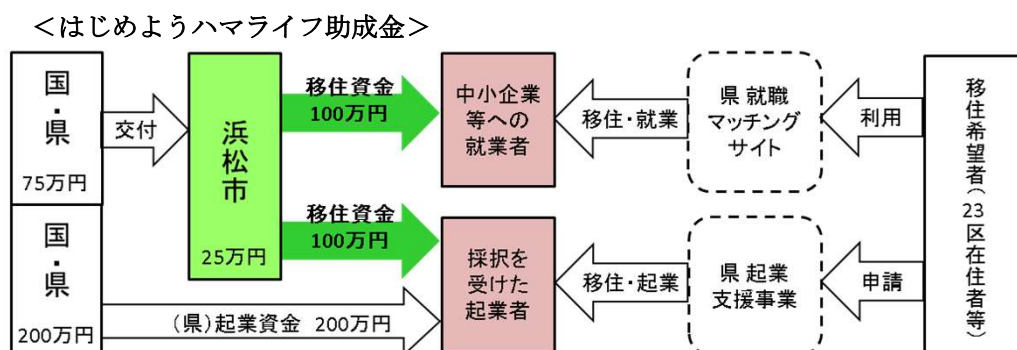 ＜はじめようハマライフ助成金＞
国・県
75万円
交付
浜松市
25万円
移住資金
100万円
中小企業
等への
就業者
移住・就業
県 就職
マッチング
サイト
利用
移住希望者（23区在住者等）
国・県
200万円
移住資金
100万円
（県）起業資金 200万円
採択を
受けた
起業者
移住・起業
県 起業
支援事業
申請